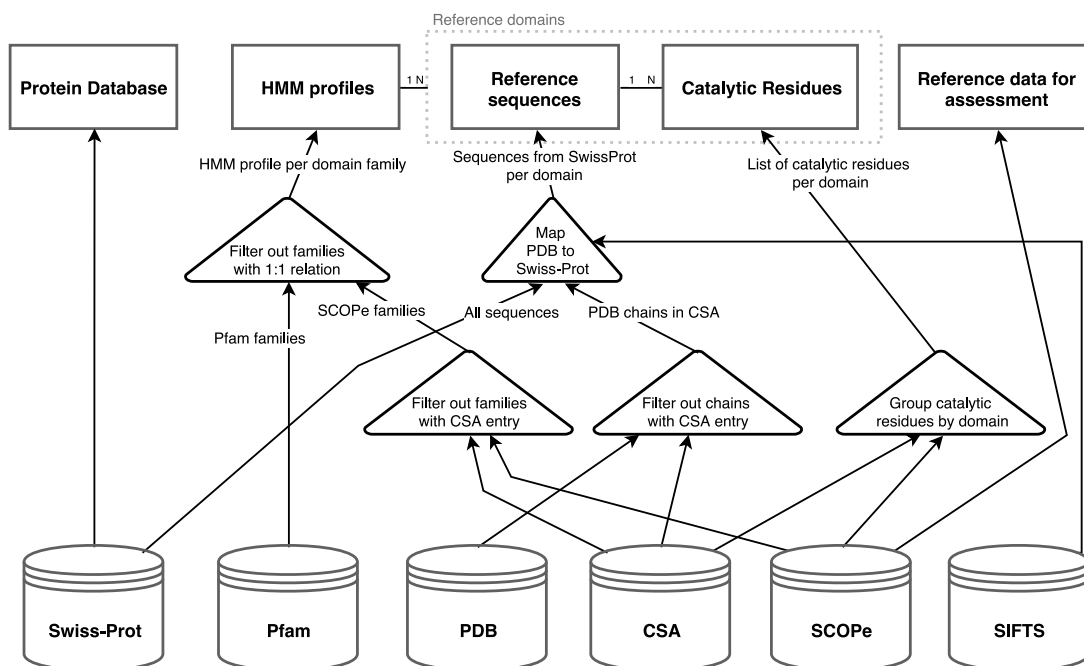 Reference domains
Protein Database
HMM profiles
1 N
Reference
sequences
1 N
Catalytic Residues
Reference data for
assessment
HMM profile per domain family
Sequences from SwissProt
per domain
List of catalytic residues
per domain
Filter out families
with 1:1 relation
Map
PDB to
Swiss-Prot
SCOPe families
All sequences
PDB chains in CSA
Pfam families
Filter out families
with CSA entry
Filter out chains
with CSA entry
Group catalytic
residues by domain
Swiss-Prot
Pfam
PDB
CSA
SCOPe
SIFTS